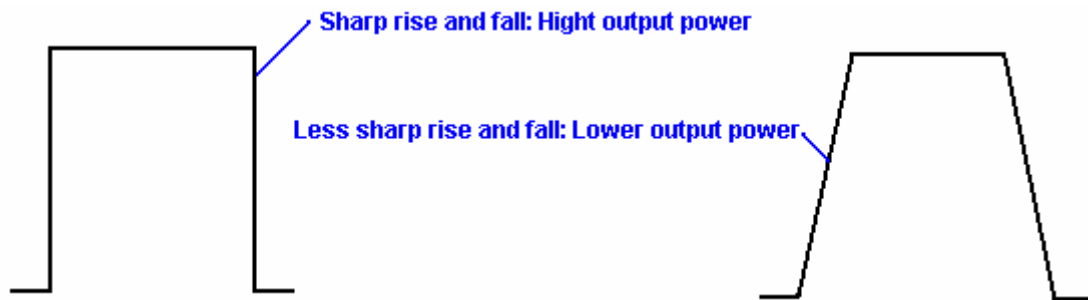 Sharp rise and fall: Hight output power
Less sharp rise and fall: Lower output power